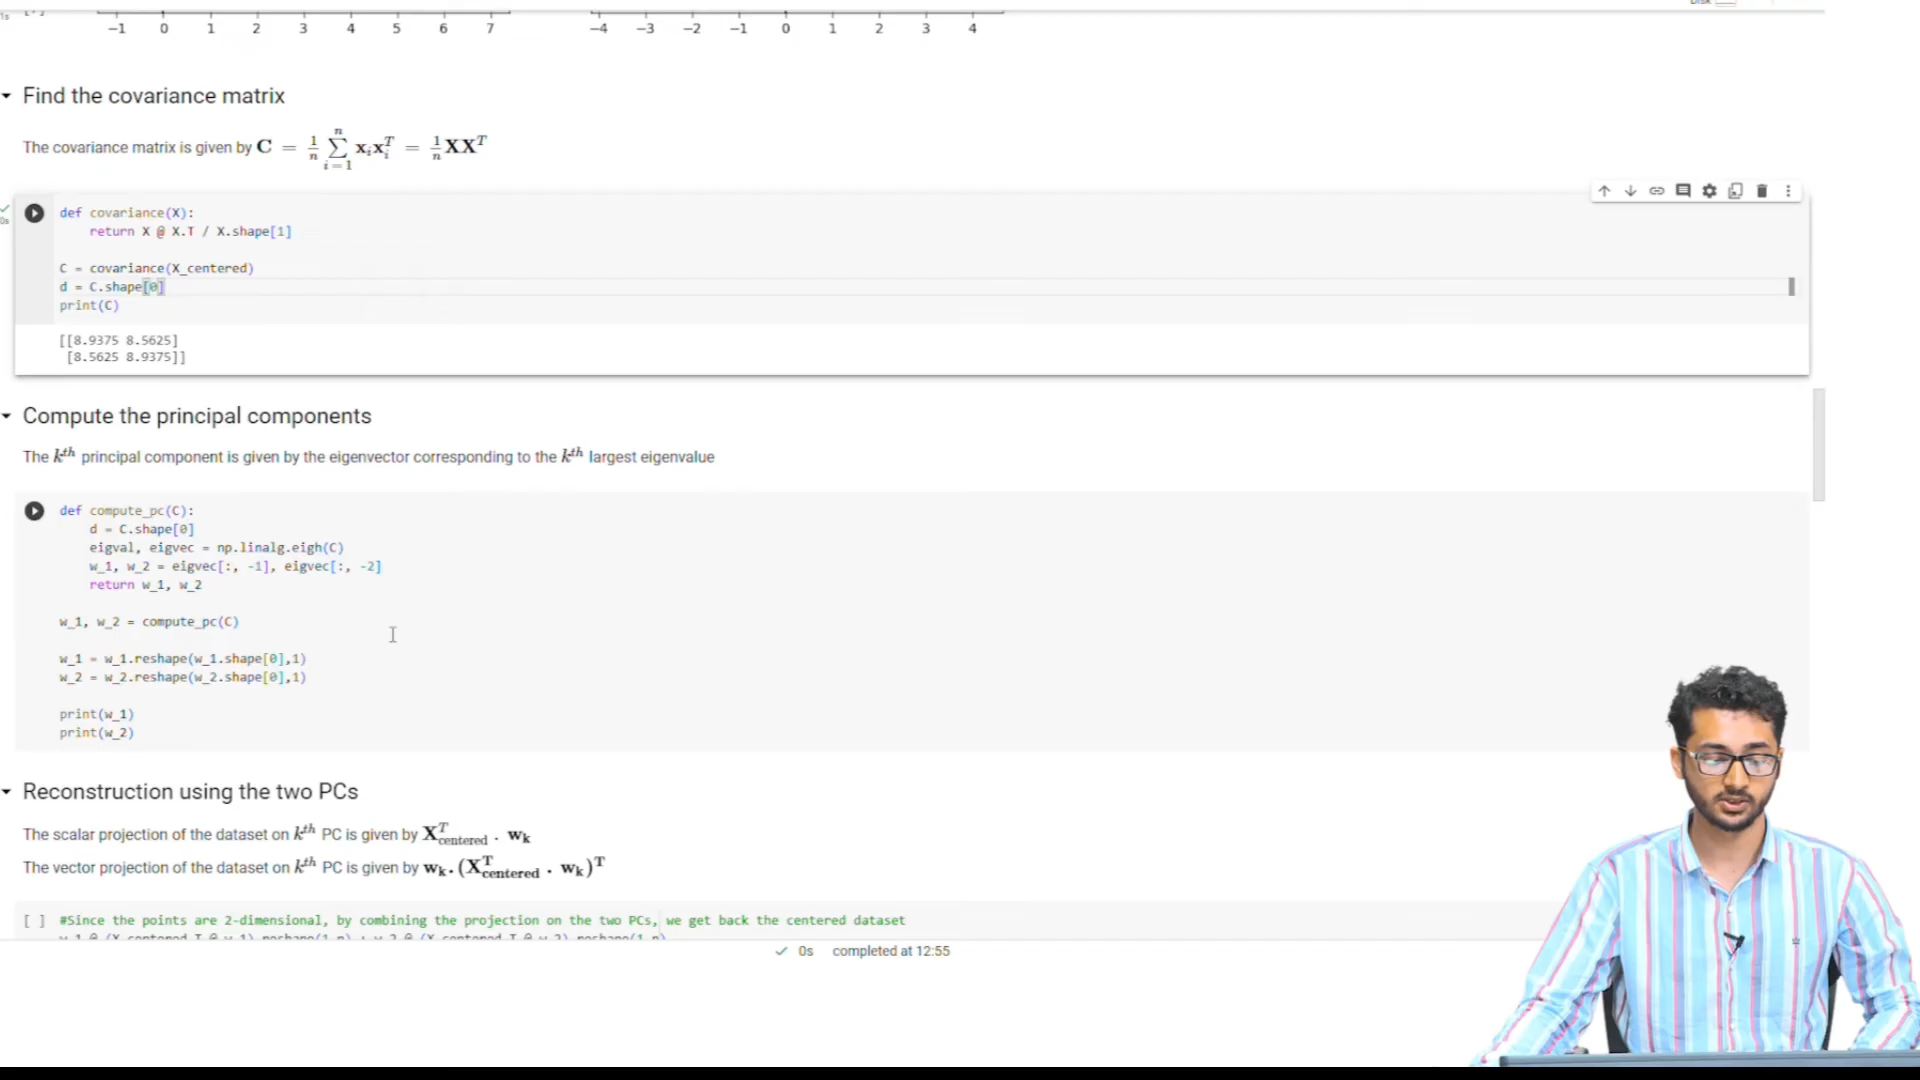 −1 0 1 2 3 4 5 6 7 −4 −3 −2 −1 0 1 2 3 4
Find the covariance matrix
The covariance matrix is given by C = 1/n ∑_{i=1}^{n} x_i x_i^T = 1/n XX^T
0s
def covariance(X):
    return X @ X.T / X.shape[1]
C = covariance(X_centered)
d = C.shape[0]
print(C)
[[8.9375 8.5625]
 [8.5625 8.9375]]
Compute the principal components
The k^th principal component is given by the eigenvector corresponding to the k^th largest eigenvalue
def compute_pc(C):
    d = C.shape[0]
    eigval, eigvec = np.linalg.eigh(C)
    w_1, w_2 = eigvec[:, -1], eigvec[:, -2]
    return w_1, w_2
w_1, w_2 = compute_pc(C)
w_1 = w_1.reshape(w_1.shape[0],1)
w_2 = w_2.reshape(w_2.shape[0],1)
print(w_1)
print(w_2)
Reconstruction using the two PCs
The scalar projection of the dataset on k^th PC is given by X^T_centered . w_k
The vector projection of the dataset on k^th PC is given by w_k. (X^T_centered . w_k)^T
[ ] #Since the points are 2-dimensional, by combining the projection on the two PCs, we get back the centered dataset
0s completed at 12:55